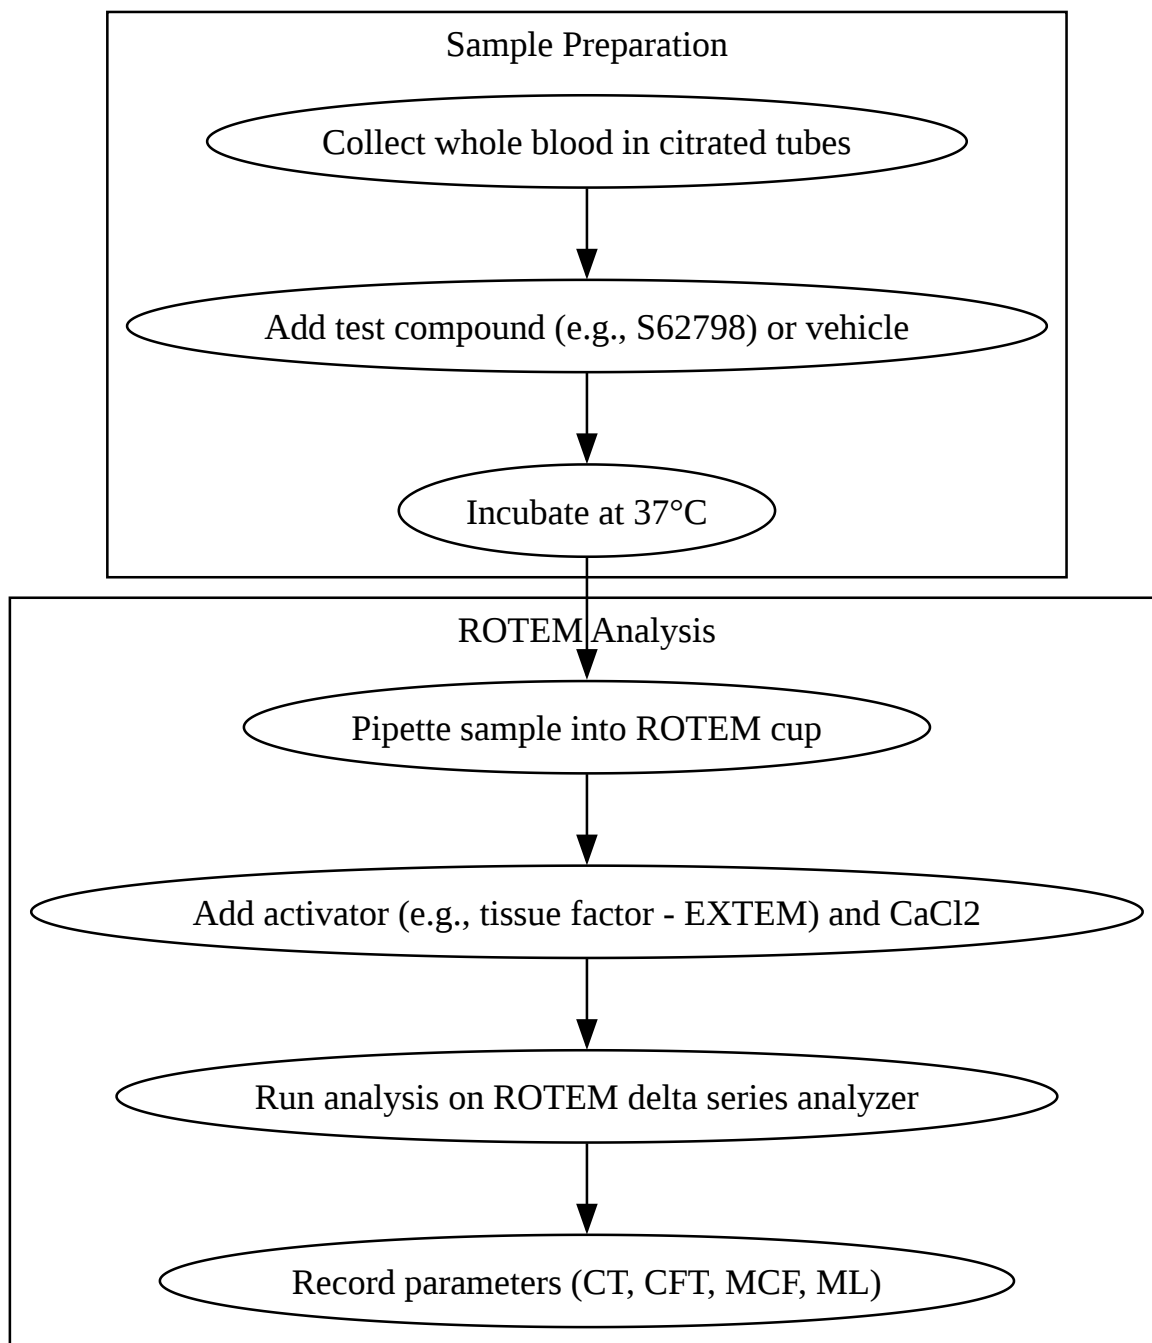 Sample Preparation
Collect whole blood in citrated tubes
Add test compound (e.g., S62798) or vehicle
Incubate at 37°C
ROTEM Analysis
Pipette sample into ROTEM cup
Add activator (e.g., tissue factor - EXTEM) and CaCl2
Run analysis on ROTEM delta series analyzer
Record parameters (CT, CFT, MCF, ML)